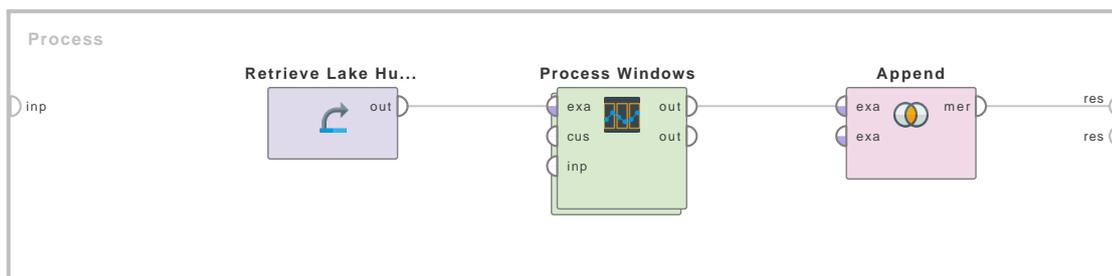 Process
Retrieve Lake Hu...
Process Windows
Append
inp
out
exa
out
exa
mer
res
cus
out
exa
res
inp